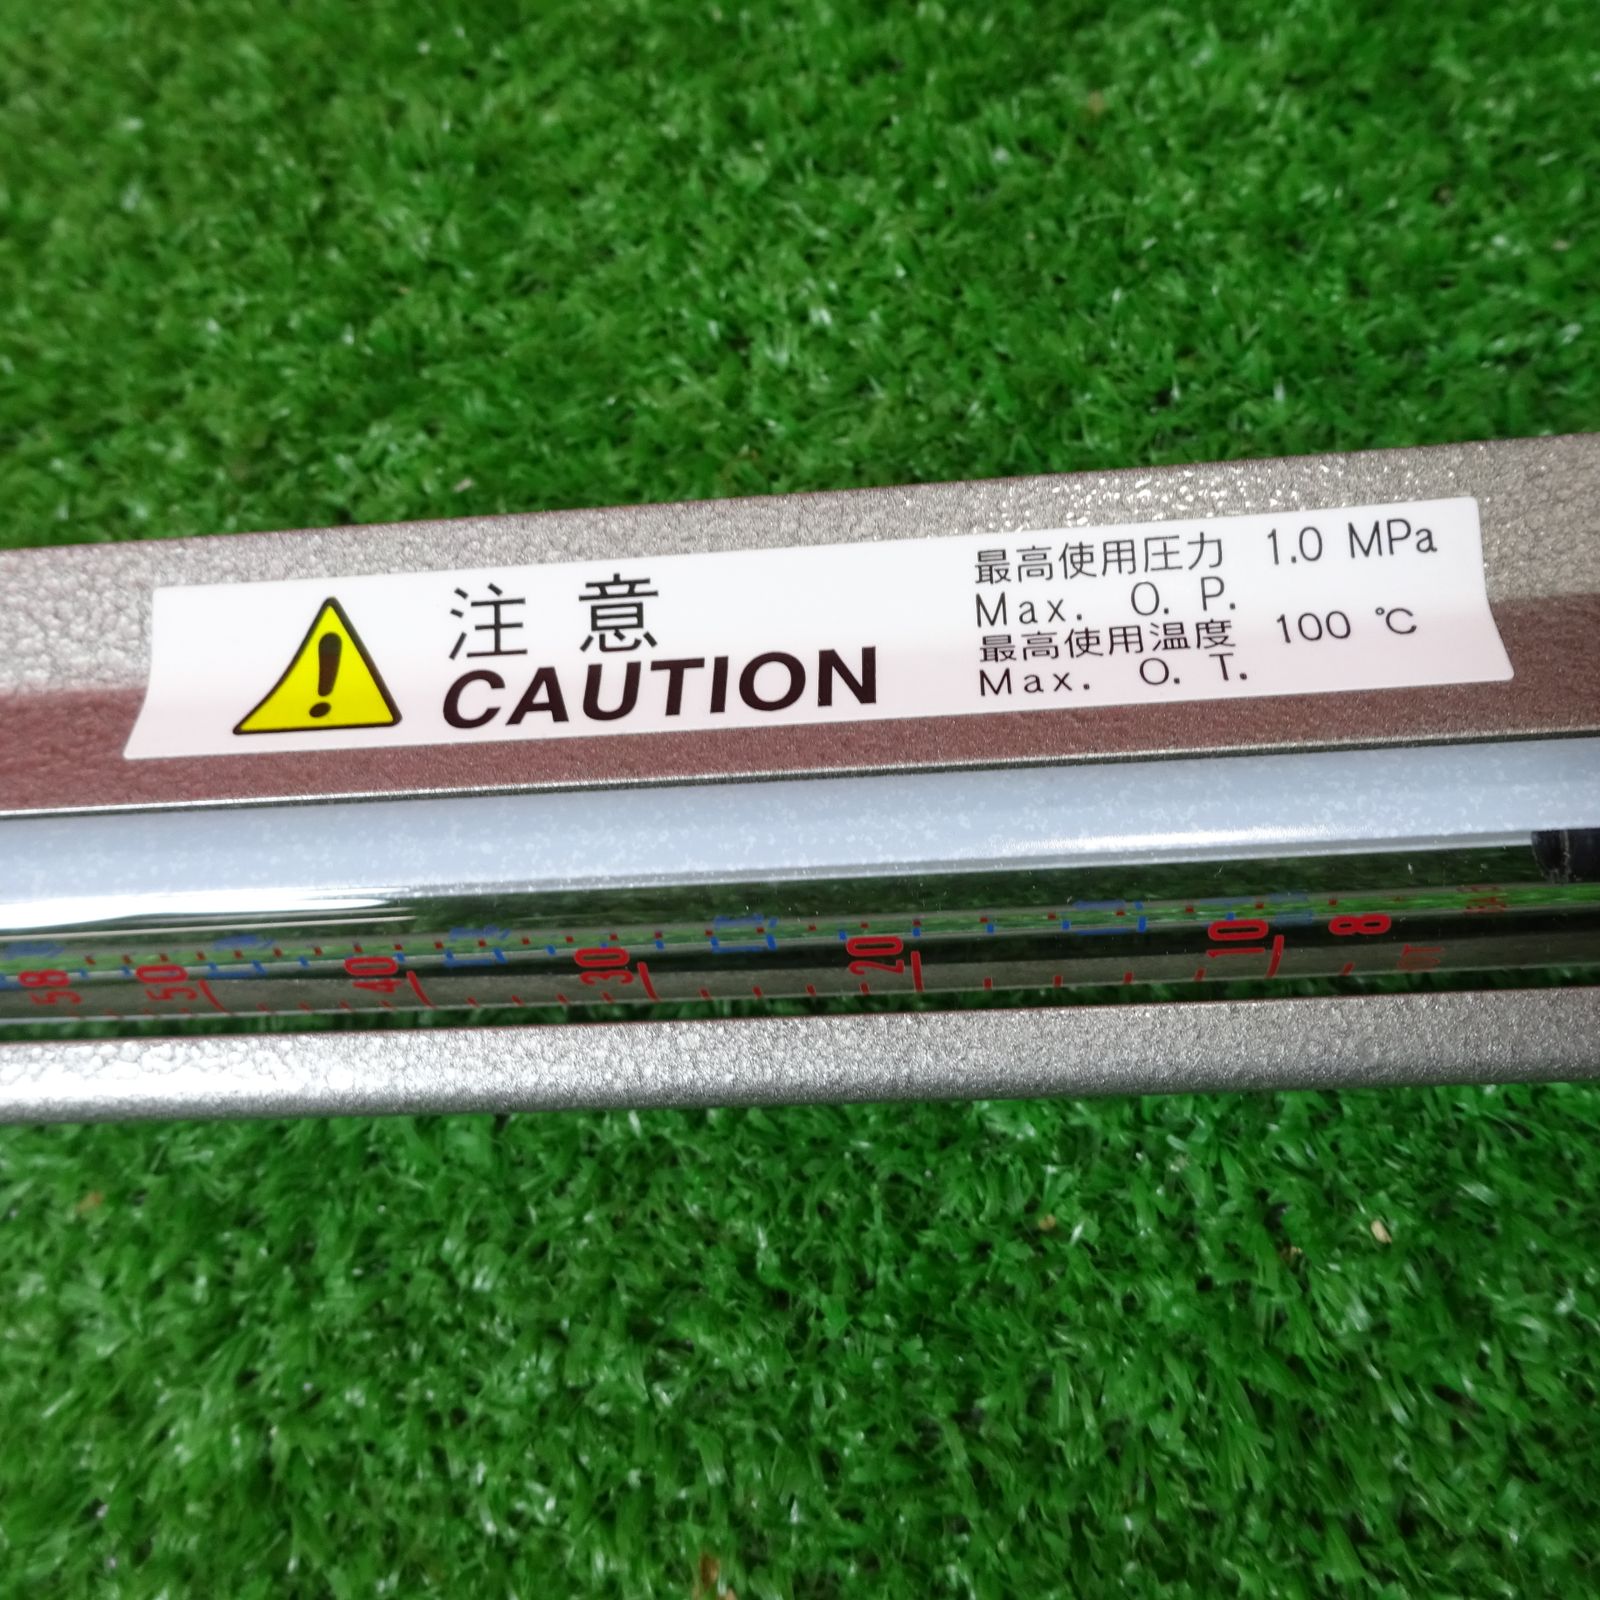 注意
CAUTION
最高使用圧力 1.0 MPa
Max. O. P.
最高使用温度 100 ℃
Max. O. T.
58 50 40 30 20 10 8